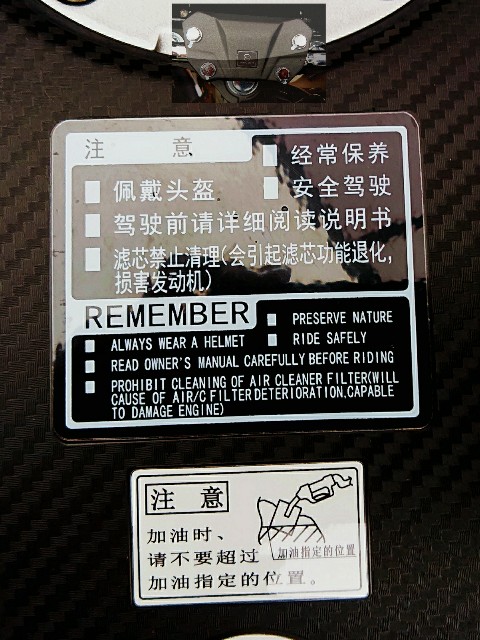 注 意
经常保养
佩戴头盔
安全驾驶
驾驶前请详细阅读说明书
滤芯禁止清理(会引起滤芯功能退化,
损害发动机)
REMEMBER
PRESERVE NATURE
ALWAYS WEAR A HELMET
RIDE SAFELY
READ OWNER'S MANUAL CAREFULLY BEFORE RIDING
PROHIBIT CLEANING OF AIR CLEANER FILTER(WILL
CAUSE OF AIR/C FILTER DETERIORATION,CAPABLE
TO DAMAGE ENGINE)
注 意
加油时、
请不要超过
加油指定的位置
加油指定的位置。